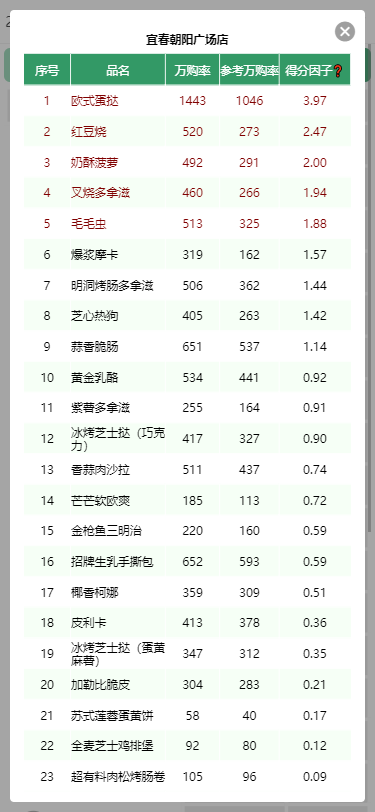 宜春朝阳广场店
序号 品名 万购率 参考万购率 得分因子❓
1 欧式蛋挞 1443 1046 3.97
2 红豆烧 520 273 2.47
3 奶酥菠萝 492 291 2.00
4 叉烧多拿滋 460 266 1.94
5 毛毛虫 513 325 1.88
6 爆浆摩卡 319 162 1.57
7 明洞烤肠多拿滋 506 362 1.44
8 芝心热狗 405 263 1.42
9 蒜香脆肠 651 537 1.14
10 黄金乳酪 534 441 0.92
11 紫薯多拿滋 255 164 0.91
12 冰烤芝士挞（巧克 417 327 0.90
力）
13 香蒜肉沙拉 511 437 0.74
14 芒芒软欧爽 185 113 0.72
15 金枪鱼三明治 220 160 0.59
16 招牌生乳手撕包 652 593 0.59
17 椰香柯娜 359 309 0.51
18 皮利卡 413 378 0.36
19 冰烤芝士挞（蛋黄 347 312 0.35
麻薯）
20 加勒比脆皮 304 283 0.21
21 苏式莲蓉蛋黄饼 58 40 0.17
22 全麦芝士鸡排堡 92 80 0.12
23 超有料肉松烤肠卷 105 96 0.09